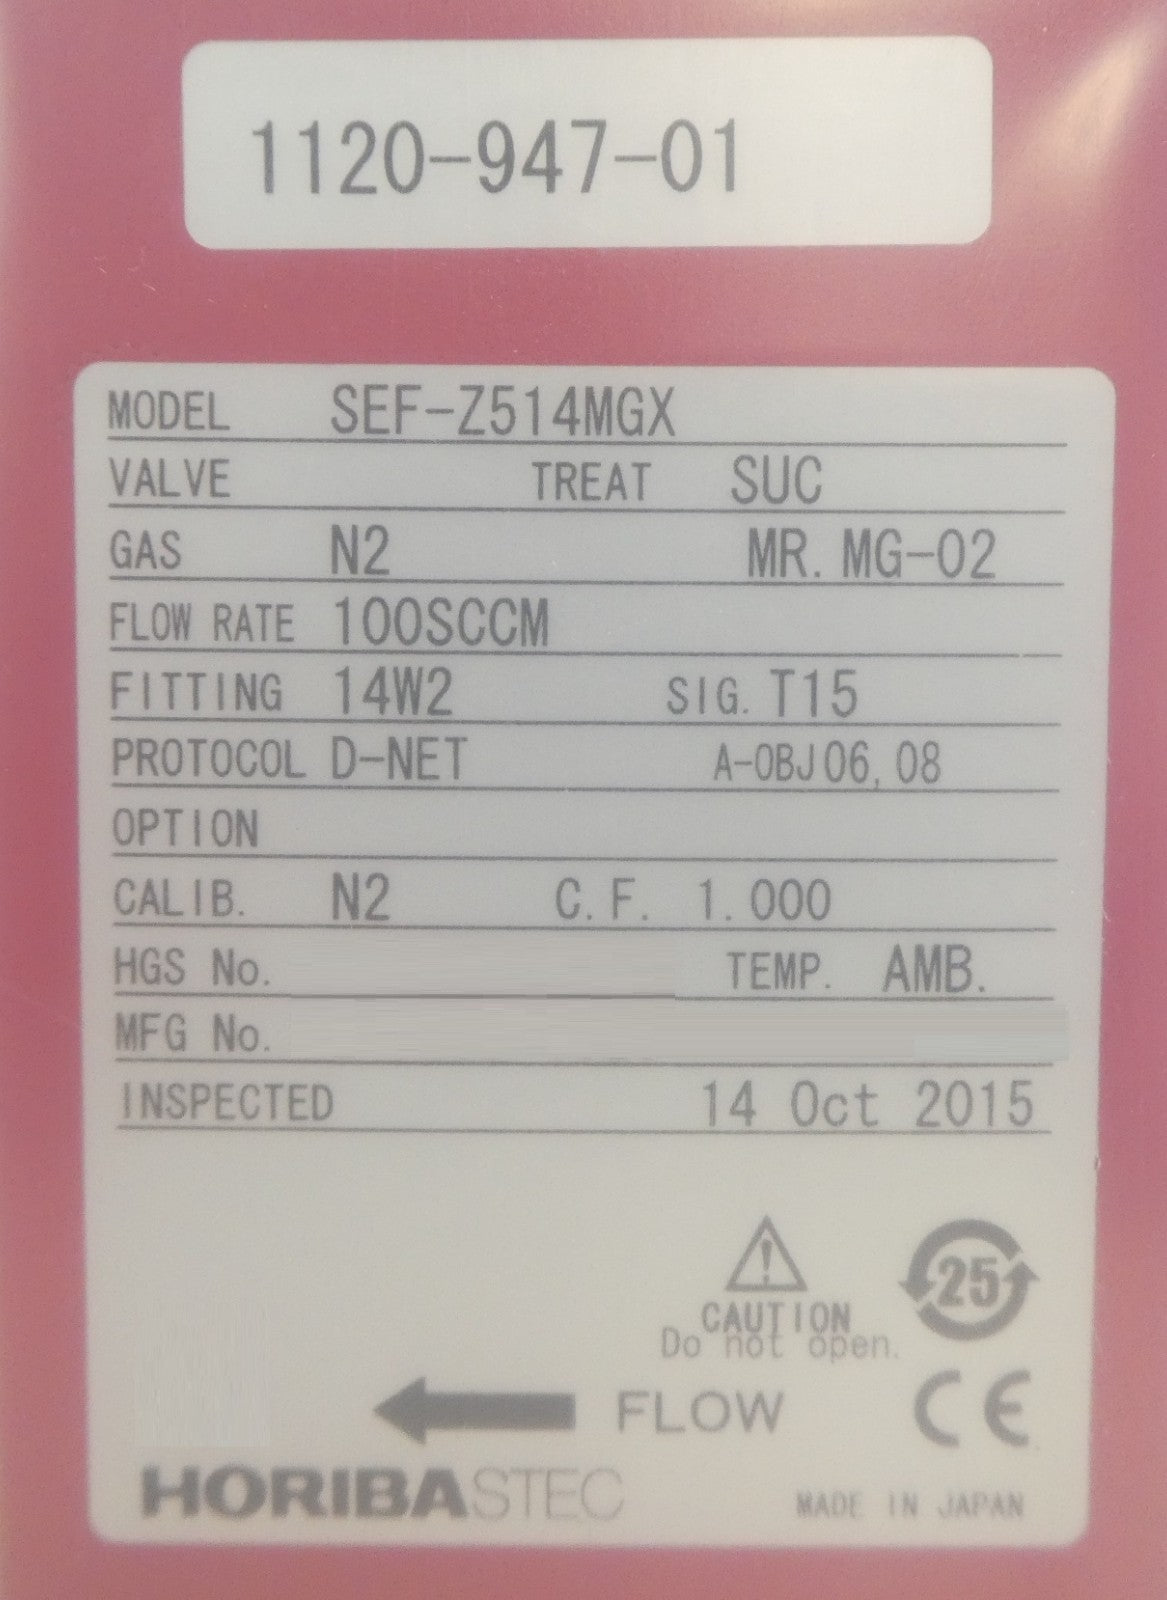 1120-947-01
MODEL SEF-Z514MGX
VALVE TREAT SUC
GAS N2 MR. MG-02
FLOW RATE 100SCCM
FITTING 14W2 SIG. T15
PROTOCOL D-NET A-OBJ06, 08
OPTION
CALIB. N2 C. F. 1. 000
HGS No. TEMP. AMB.
MFG No.
INSPECTED 14 Oct 2015
25
CAUTION
Do not open.
FLOW CE
HORIBASTEC MADE IN JAPAN